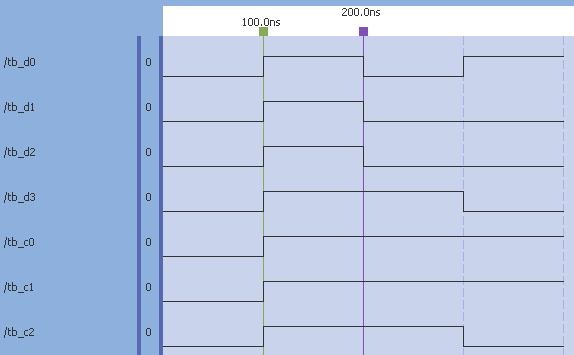 100.0ns
200.0ns
/tb_d0 0
/tb_d1 0
/tb_d2 0
/tb_d3 0
/tb_c0 0
/tb_c1 0
/tb_c2 0